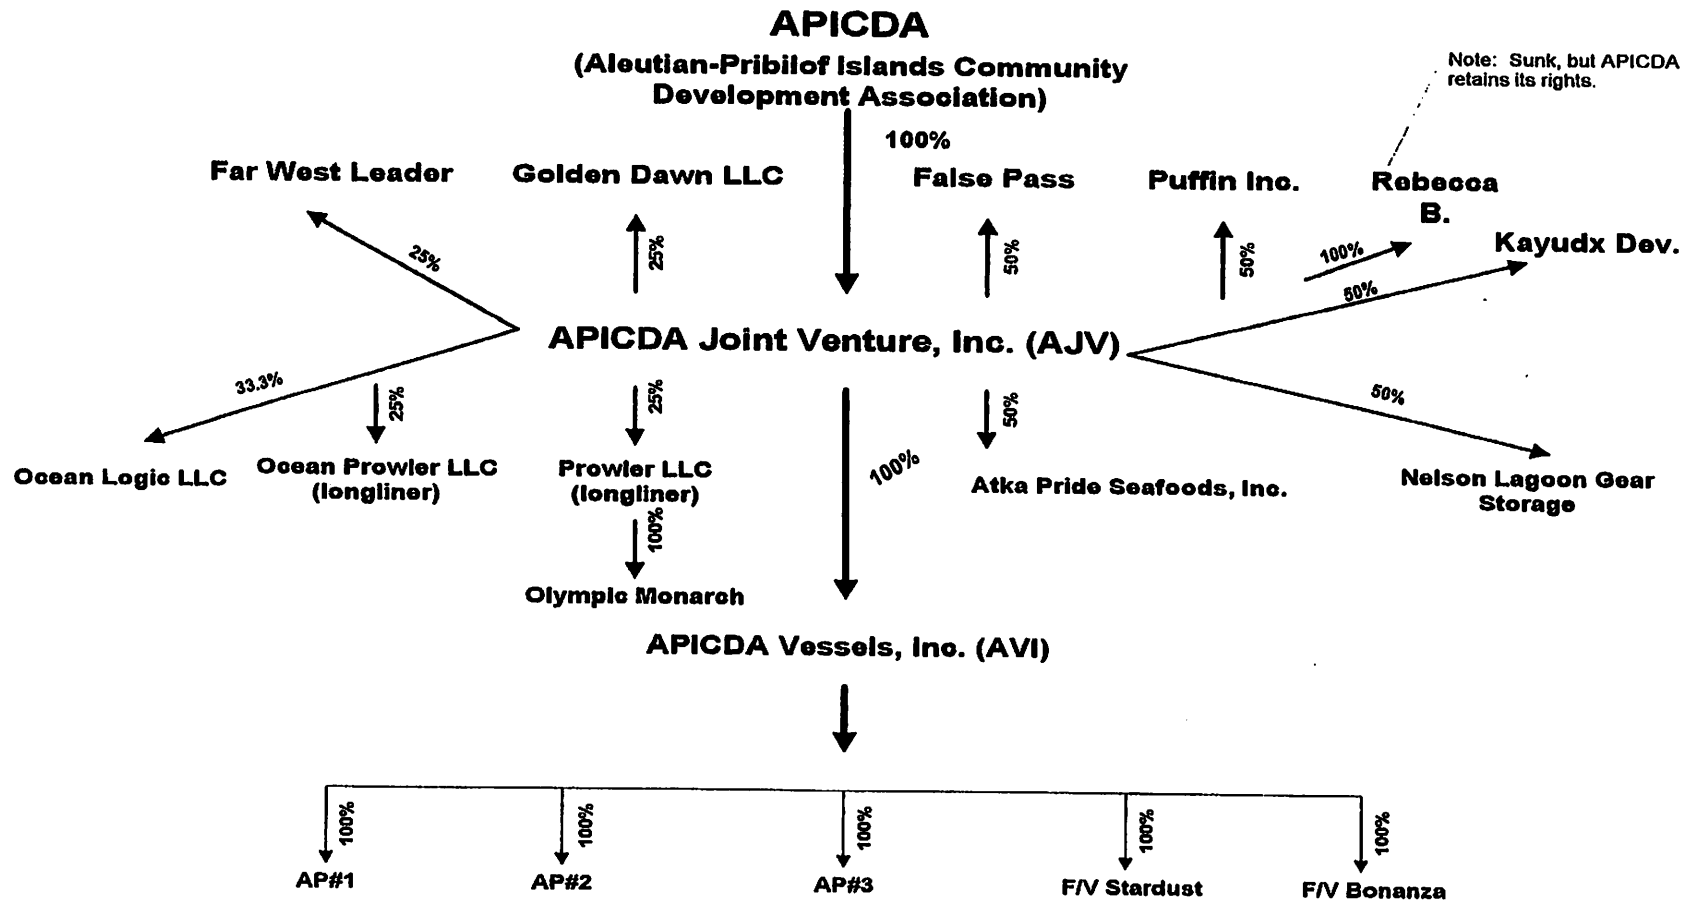 APICDA
(Aleutian-Pribilof Islands Community
Development Association)
Note: Sunk, but APICDA
retains its rights.
100%
Far West Leader
Golden Dawn LLC
False Pass
Puffin Inc.
Rebecca
B.
Kayudx Dev.
25%
25%
50%
50%
100%
50%
APICDA Joint Venture, Inc. (AJV)
33.3%
25%
25%
100%
50%
50%
Ocean Logic LLC
Ocean Prowler LLC
(longliner)
Prowler LLC
(longliner)
Atka Pride Seafoods, Inc.
Nelson Lagoon Gear
Storage
100%
Olympic Monarch
APICDA Vessels, Inc. (AVI)
100%
100%
100%
100%
100%
AP#1
AP#2
AP#3
F/V Stardust
F/V Bonanza